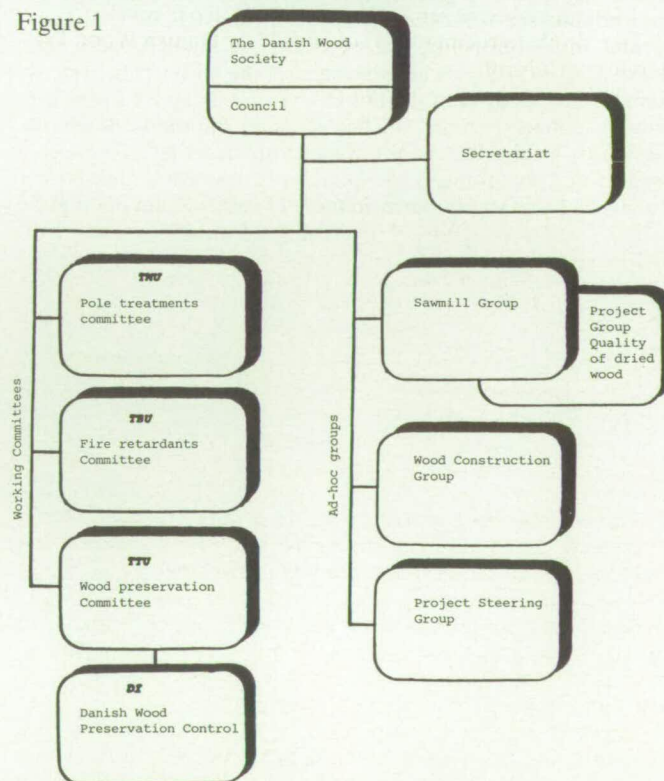 Figure 1
The Danish Wood
Society
Council
Secretariat
Working Committees
TMU
Pole treatments
committee
TBU
Fire retardants
Committee
TTU
Wood preservation
Committee
DI
Danish Wood
Preservation Control
Ad-hoc groups
Sawmill Group
Project
Group
Quality
of dried
wood
Wood Construction
Group
Project Steering
Group